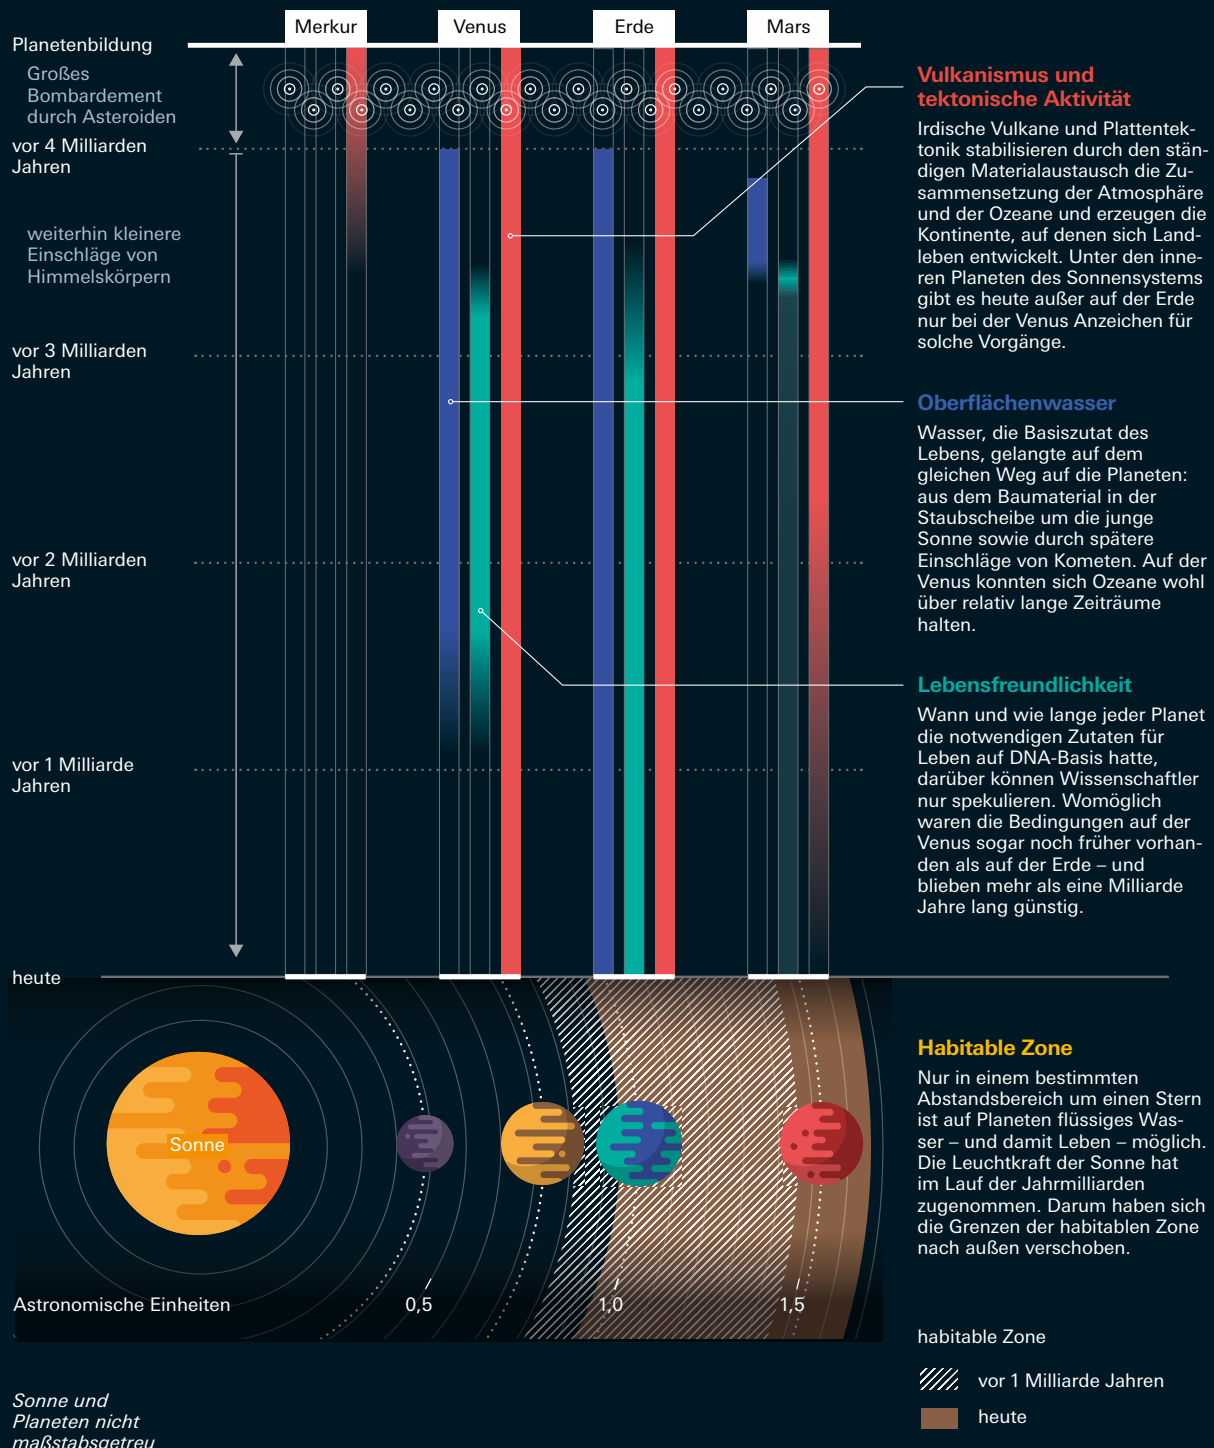 Merkur
Venus
Erde
Mars
Planetenbildung
Großes
Bombardement
durch Asteroiden
vor 4 Milliarden
Jahren
weiterhin kleinere
Einschläge von
Himmelskörpern
vor 3 Milliarden
Jahren
vor 2 Milliarden
Jahren
vor 1 Milliarde
Jahren
heute
Vulkanismus und
tektonische Aktivität
Irdische Vulkane und Plattentek-
tonik stabilisieren durch den stän-
digen Materialaustausch die Zu-
sammensetzung der Atmosphäre
und der Ozeane und erzeugen die
Kontinente, auf denen sich Land-
leben entwickelt. Unter den inne-
ren Planeten des Sonnensystems
gibt es heute außer auf der Erde
nur bei der Venus Anzeichen für
solche Vorgänge.
Oberflächenwasser
Wasser, die Basiszutat des
Lebens, gelangte auf dem
gleichen Weg auf die Planeten:
aus dem Baumaterial in der
Staubscheibe um die junge
Sonne sowie durch spätere
Einschläge von Kometen. Auf der
Venus konnten sich Ozeane wohl
über relativ lange Zeiträume
halten.
Lebensfreundlichkeit
Wann und wie lange jeder Planet
die notwendigen Zutaten für
Leben auf DNA-Basis hatte,
darüber können Wissenschaftler
nur spekulieren. Womöglich
waren die Bedingungen auf der
Venus sogar noch früher vorhan-
den als auf der Erde – und
blieben mehr als eine Milliarde
Jahre lang günstig.
Sonne
Astronomische Einheiten
0,5
1,0
1,5
Habitable Zone
Nur in einem bestimmten
Abstandsbereich um einen Stern
ist auf Planeten flüssiges Was-
ser – und damit Leben – möglich.
Die Leuchtkraft der Sonne hat
im Lauf der Jahrmilliarden
zugenommen. Darum haben sich
die Grenzen der habitablen Zone
nach außen verschoben.
habitable Zone
vor 1 Milliarde Jahren
heute
Sonne und
Planeten nicht
maßstabsgetreu